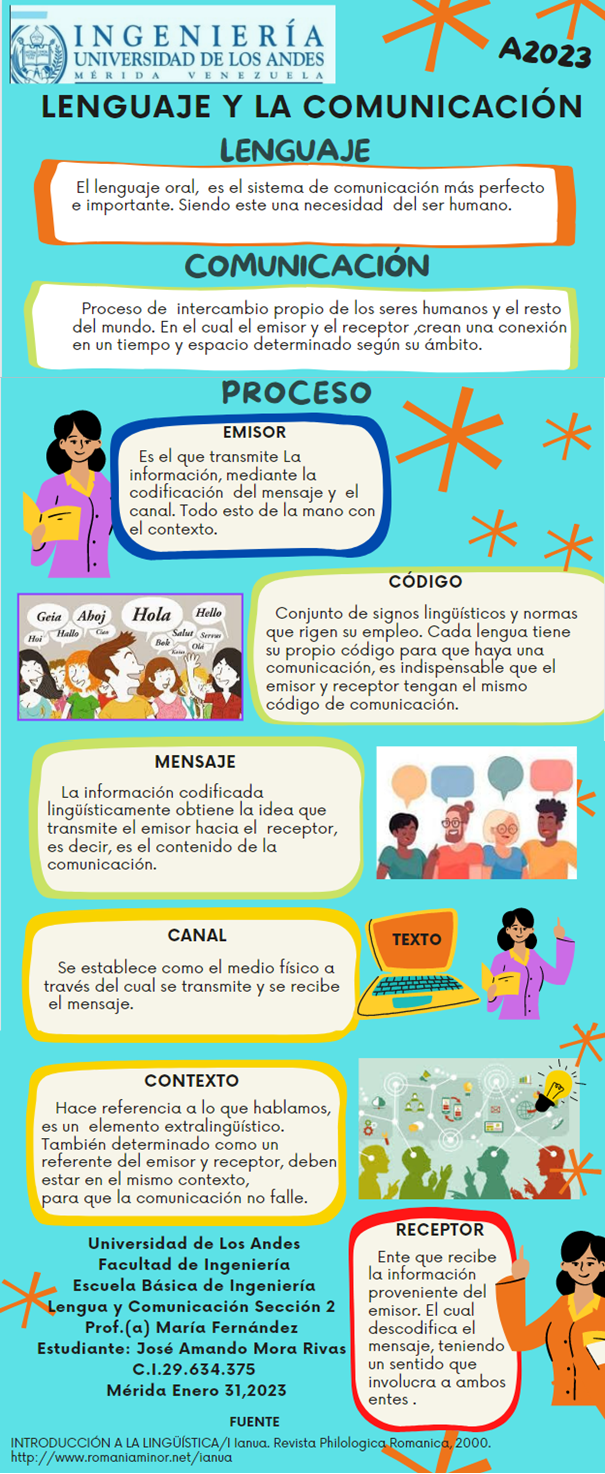 INGENIERÍA
UNIVERSIDAD DE LOS ANDES
MÉRIDA VENEZUELA
A2023
LENGUAJE Y LA COMUNICACIÓN
LENGUAJE
El lenguaje oral, es el sistema de comunicación más perfecto
e importante. Siendo este una necesidad del ser humano.
COMUNICACIÓN
Proceso de intercambio propio de los seres humanos y el resto
del mundo. En el cual el emisor y el receptor ,crean una conexión
en un tiempo y espacio determinado según su ámbito.
PROCESO
EMISOR
Es el que transmite La
información, mediante la
codificación del mensaje y el
canal. Todo esto de la mano con
el contexto.
CÓDIGO
Conjunto de signos lingüísticos y normas
que rigen su empleo. Cada lengua tiene
su propio código para que haya una
comunicación, es indispensable que el
emisor y receptor tengan el mismo
código de comunicación.
Geia Ahoj Hola Hello
Hoi Hallo Ciao Salut Servus
Bok Olá
MENSAJE
La información codificada
lingüísticamente obtiene la idea que
transmite el emisor hacia el receptor,
es decir, es el contenido de la
comunicación.
CANAL
Se establece como el medio físico a
través del cual se transmite y se recibe
el mensaje.
TEXTO
CONTEXTO
Hace referencia a lo que hablamos,
es un elemento extralingüístico.
También determinado como un
referente del emisor y receptor, deben
estar en el mismo contexto,
para que la comunicación no falle.
RECEPTOR
Ente que recibe
la información
proveniente del
emisor. El cual
descodifica el
mensaje, teniendo
un sentido que
involucra a ambos
entes .
Universidad de Los Andes
Facultad de Ingeniería
Escuela Básica de Ingeniería
Lengua y Comunicación Sección 2
Prof.(a) María Fernández
Estudiante: José Amando Mora Rivas
C.I.29.634.375
Mérida Enero 31,2023
FUENTE
INTRODUCCIÓN A LA LINGÜÍSTICA/I Ianua. Revista Philologica Romanica, 2000.
http://www.romaniaminor.net/ianua